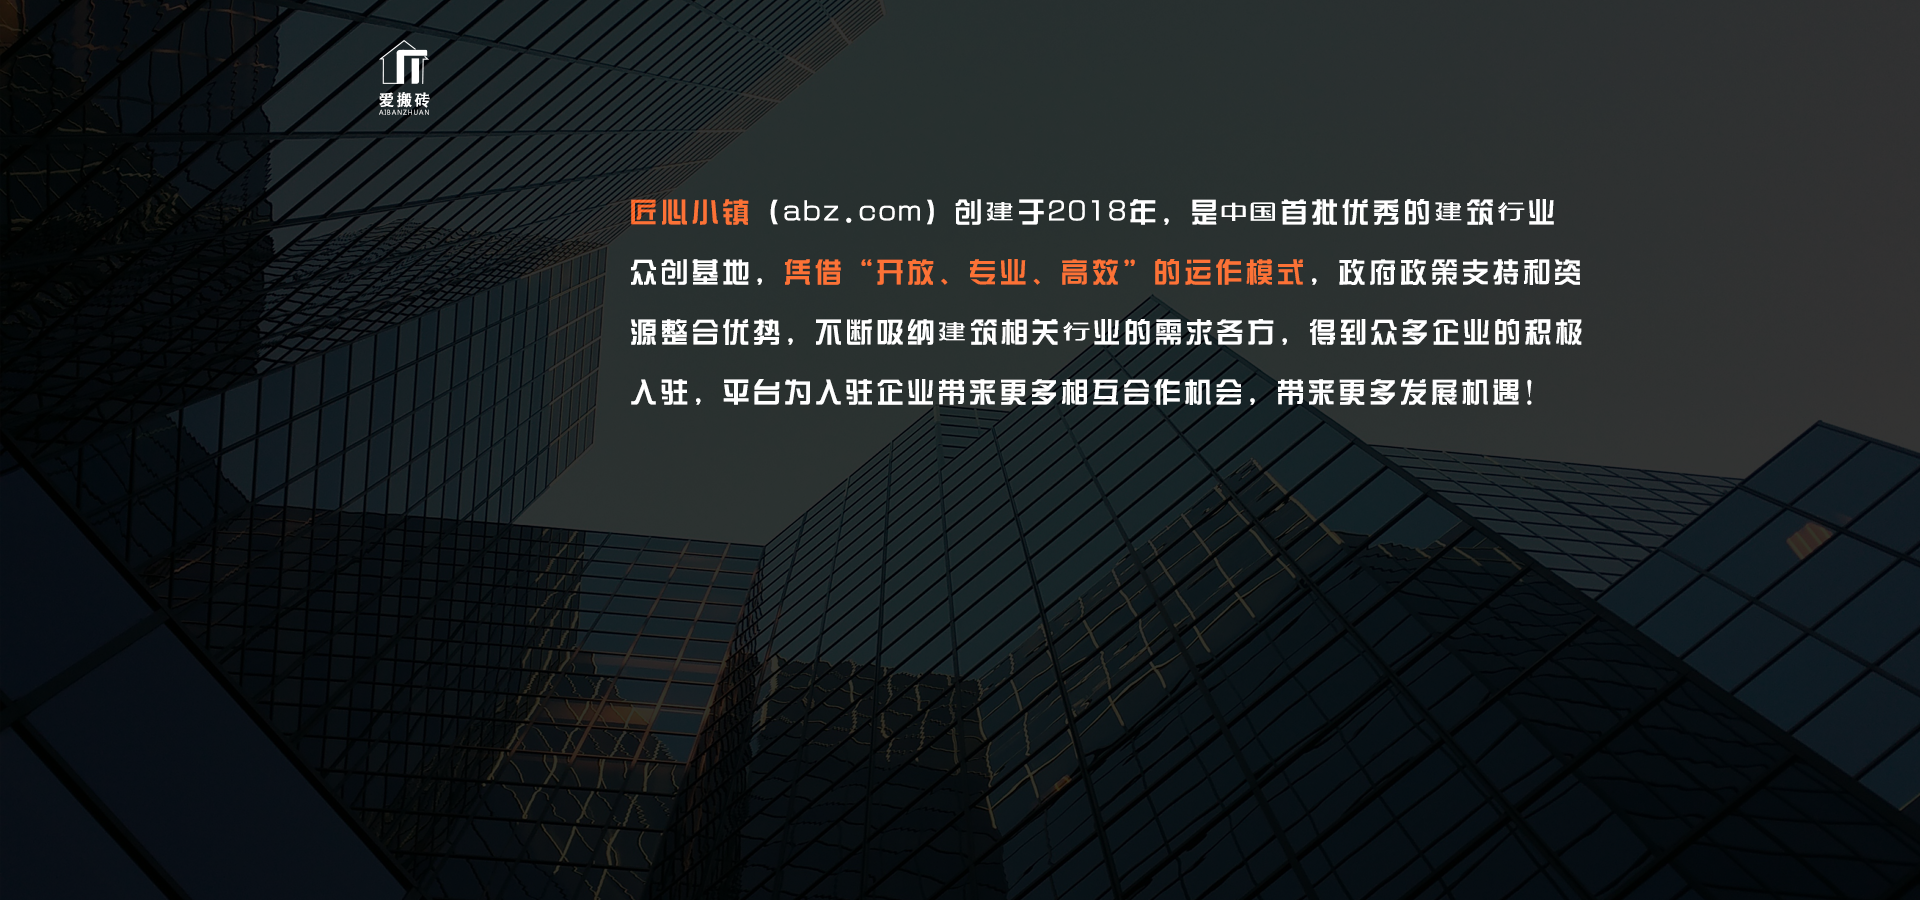 爱搬砖
AIBANZHUAN
匠心小镇（abz.com）创建于2018年，是中国首批优秀的建筑行业
众创基地，凭借“开放、专业、高效”的运作模式，政府政策支持和资
源整合优势，不断吸纳建筑相关行业的需求各方，得到众多企业的积极
入驻，平台为入驻企业带来更多相互合作机会，带来更多发展机遇！